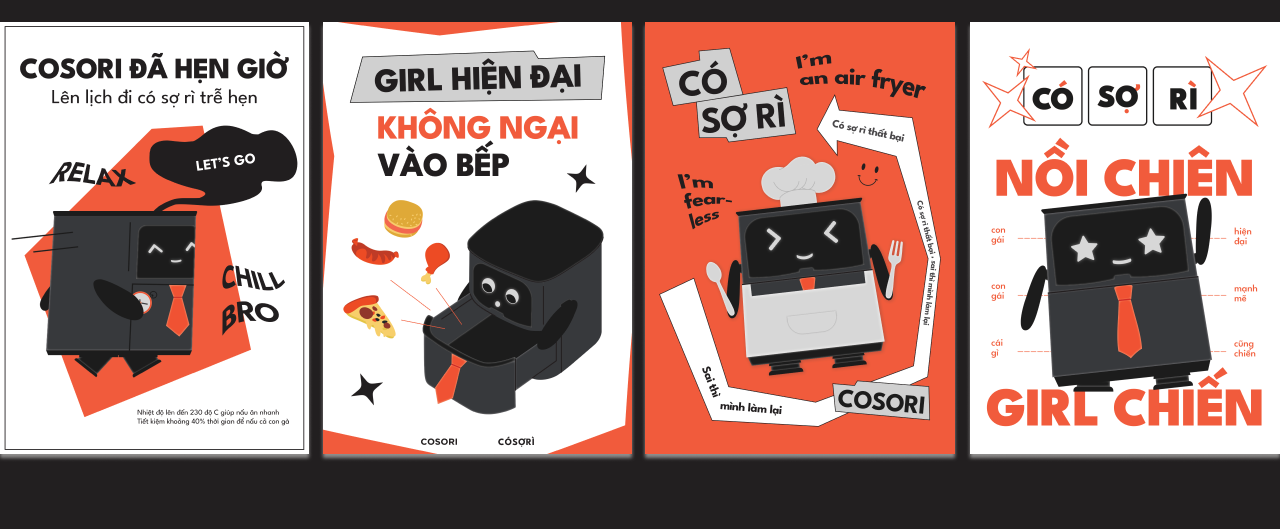 COSORI ĐÃ HẸN GIỜ
Lên lịch đi có sợ rì trễ hẹn
RELAX
LET'S GO
CHILL
BRO
Nhiệt độ lên đến 230 độ C giúp nấu ăn nhanh
Tiết kiệm khoảng 40% thời gian để nấu cả con gà
GIRL HIỆN ĐẠI
KHÔNG NGẠI
VÀO BẾP
COSORI
CÓSỢRÌ
CÓ
SỢ RÌ
I'm
an air fryer
Có sợ rì thất bại
I'm
fear-
less
Có sợ rì thất bại - sai thì mình làm lại
Sai thì
mình làm lại
COSORI
CÓ
SỢ
RÌ
NỒI CHIÊN
con
gái
hiện
đại
con
gái
mạnh
mẽ
cái
gì
cũng
chiến
GIRL CHIẾN